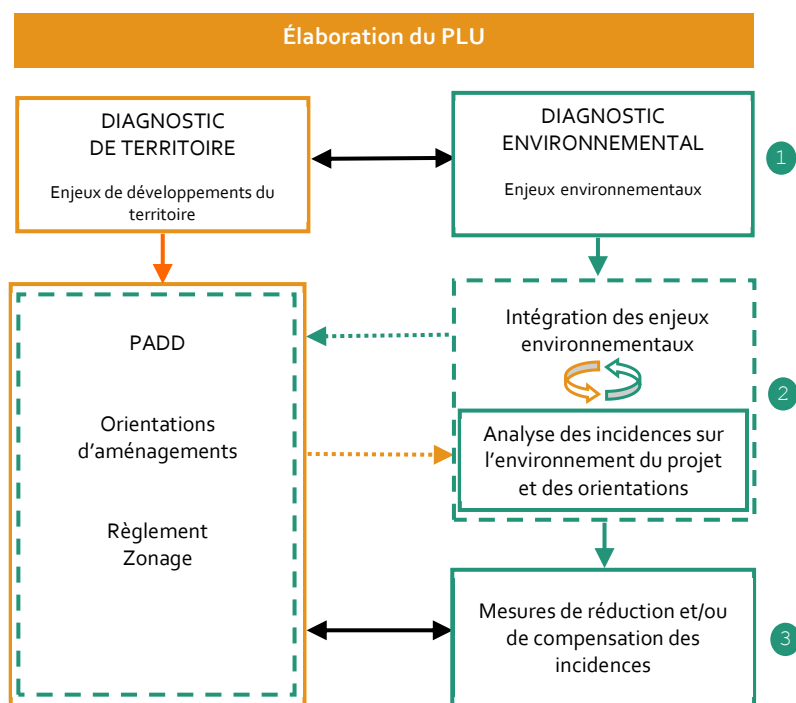 Élaboration du PLU
DIAGNOSTIC
DE TERRITOIRE
Enjeux de développements du
territoire
DIAGNOSTIC
ENVIRONNEMENTAL
Enjeux environnementaux
1
PADD
Orientations
d'aménagements
Règlement
Zonage
Intégration des enjeux
environnementaux
Analyse des incidences sur
l'environnement du projet
et des orientations
2
Mesures de réduction et/ou
de compensation des
incidences
3